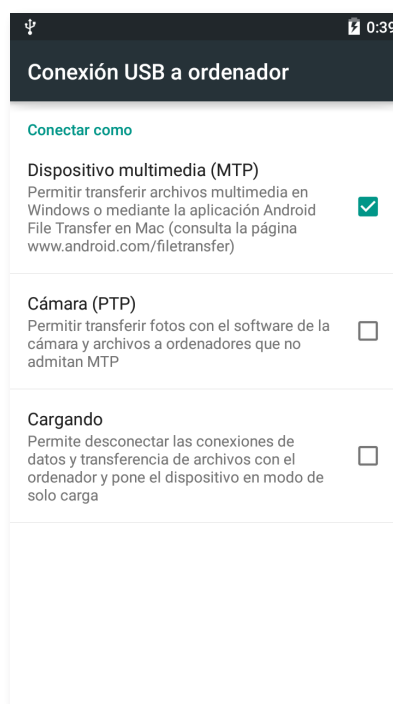 0:39
Conexión USB a ordenador
Conectar como
Dispositivo multimedia (MTP)
Permitir transferir archivos multimedia en
Windows o mediante la aplicación Android
File Transfer en Mac (consulta la página
www.android.com/filetransfer)
Cámara (PTP)
Permitir transferir fotos con el software de la
cámara y archivos a ordenadores que no
admitan MTP
Cargando
Permite desconectar las conexiones de
datos y transferencia de archivos con el
ordenador y pone el dispositivo en modo de
solo carga